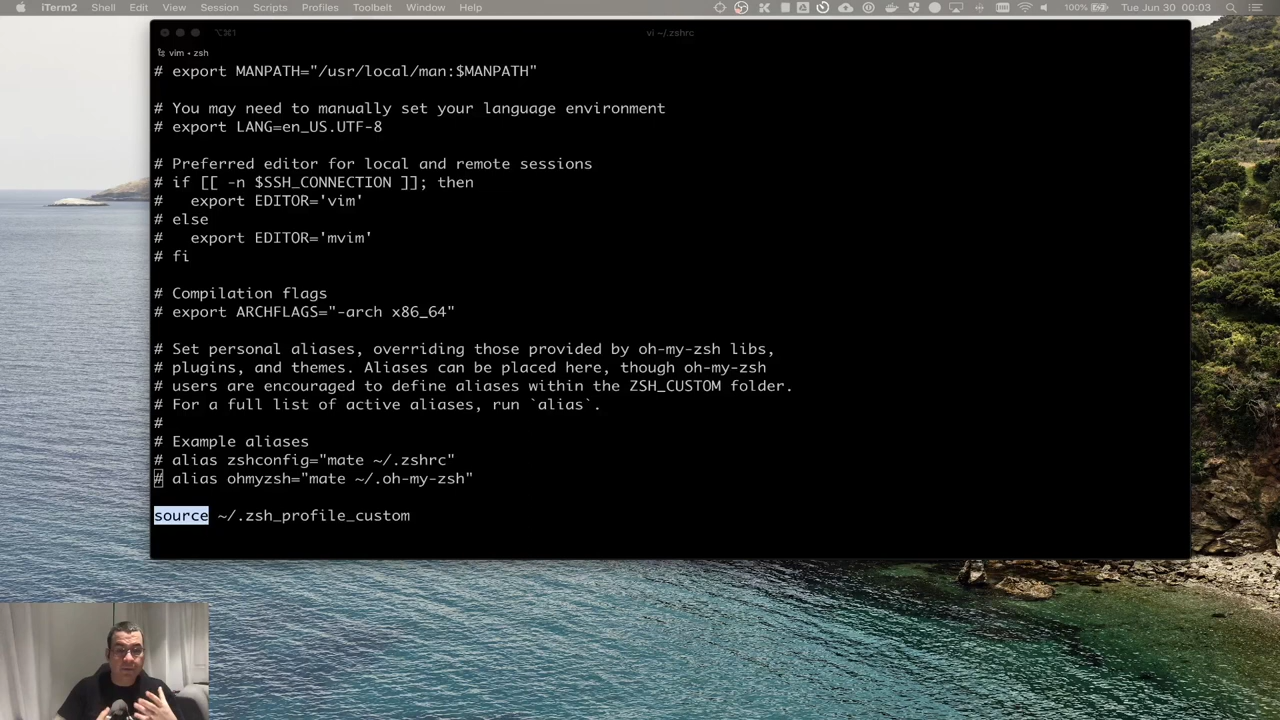 iTerm2 Shell Edit View Session Scripts Profiles Toolbelt Window Help 100% Tue Jun 30 00:03
⌥⌘1 vi ~/.zshrc
vim • zsh
# export MANPATH="/usr/local/man:$MANPATH"
# You may need to manually set your language environment
# export LANG=en_US.UTF-8
# Preferred editor for local and remote sessions
# if [[ -n $SSH_CONNECTION ]]; then
#   export EDITOR='vim'
# else
#   export EDITOR='mvim'
# fi
# Compilation flags
# export ARCHFLAGS="-arch x86_64"
# Set personal aliases, overriding those provided by oh-my-zsh libs,
# plugins, and themes. Aliases can be placed here, though oh-my-zsh
# users are encouraged to define aliases within the ZSH_CUSTOM folder.
# For a full list of active aliases, run `alias`.
#
# Example aliases
# alias zshconfig="mate ~/.zshrc"
# alias ohmyzsh="mate ~/.oh-my-zsh"
source ~/.zsh_profile_custom